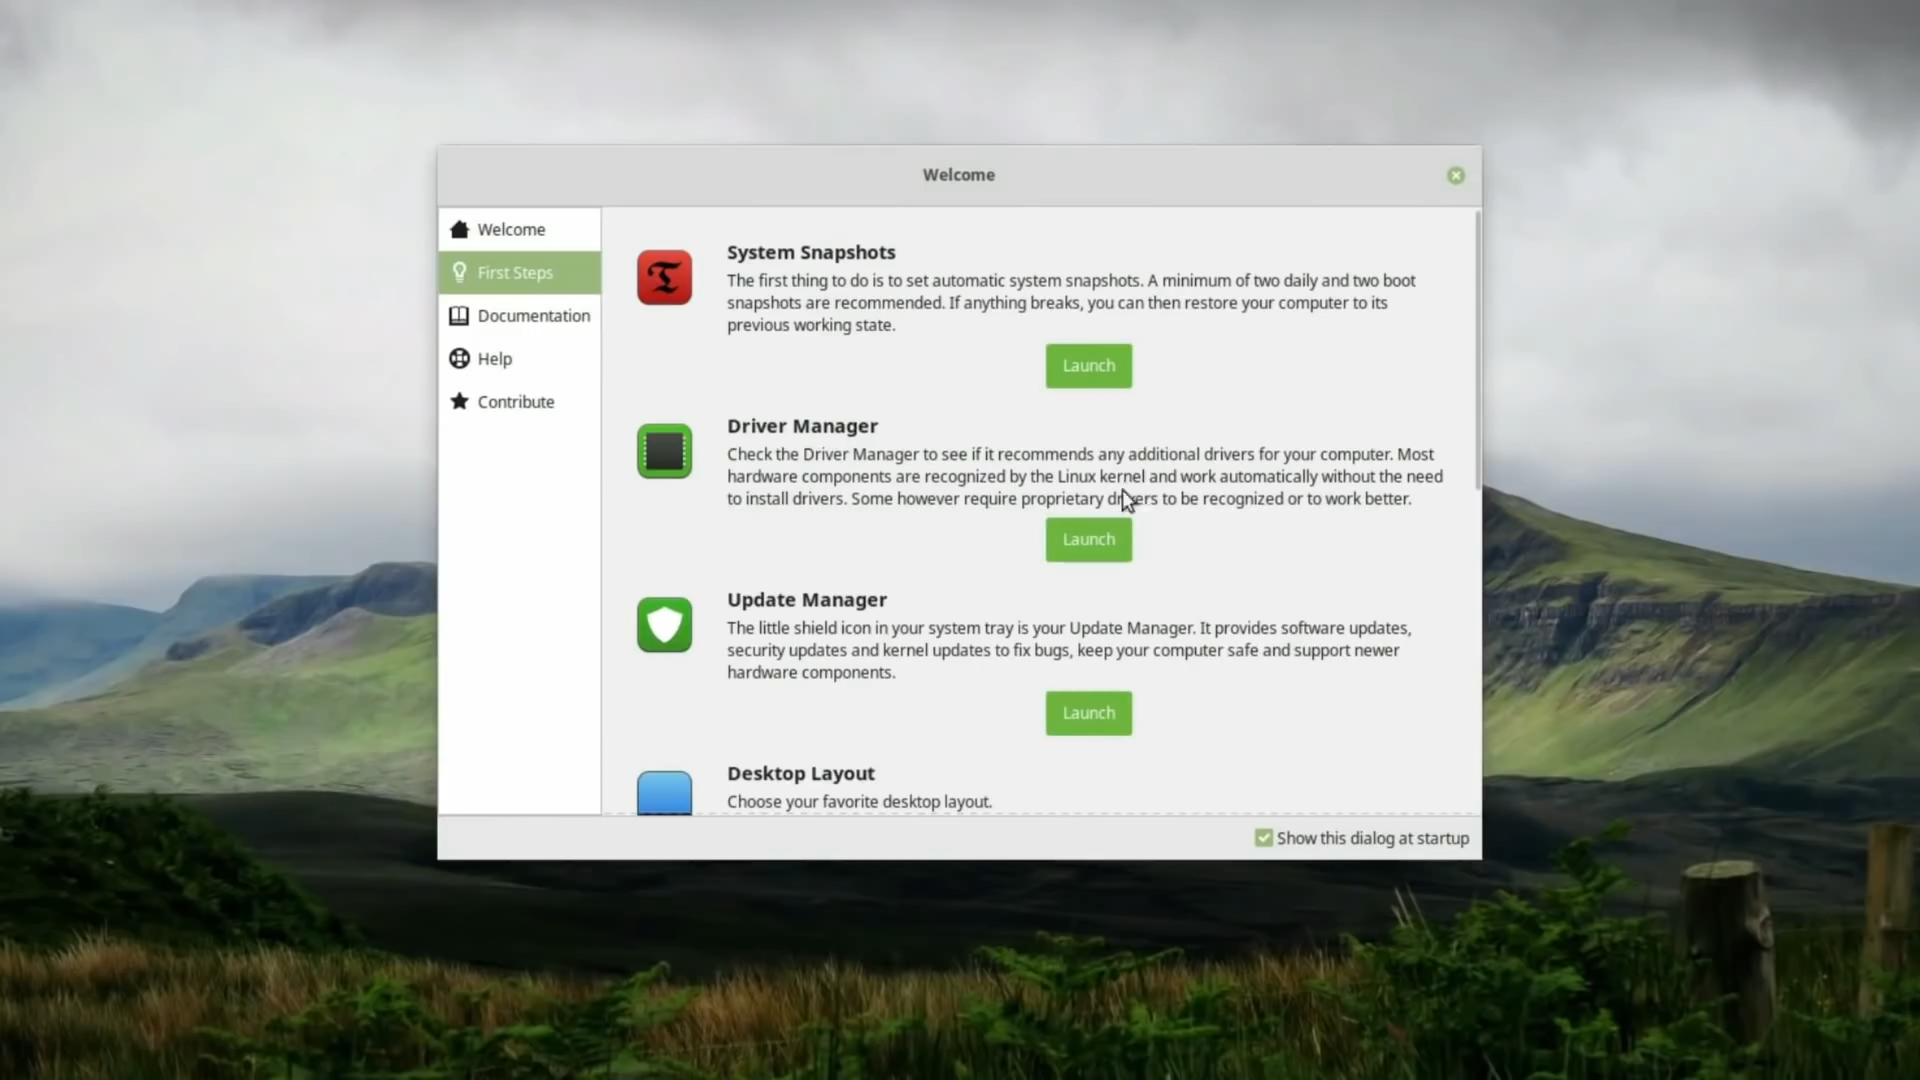 Welcome
Welcome
First Steps
Documentation
Help
Contribute
System Snapshots
The first thing to do is to set automatic system snapshots. A minimum of two daily and two boot
snapshots are recommended. If anything breaks, you can then restore your computer to its
previous working state.
Launch
Driver Manager
Check the Driver Manager to see if it recommends any additional drivers for your computer. Most
hardware components are recognized by the Linux kernel and work automatically without the need
to install drivers. Some however require proprietary drivers to be recognized or to work better.
Launch
Update Manager
The little shield icon in your system tray is your Update Manager. It provides software updates,
security updates and kernel updates to fix bugs, keep your computer safe and support newer
hardware components.
Launch
Desktop Layout
Choose your favorite desktop layout.
Show this dialog at startup